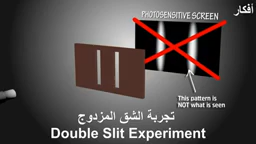 أفكار
PHOTOSENSITIVE SCREEN
This pattern is
NOT what is seen
تجربة الشق المزدوج
Double Slit Experiment